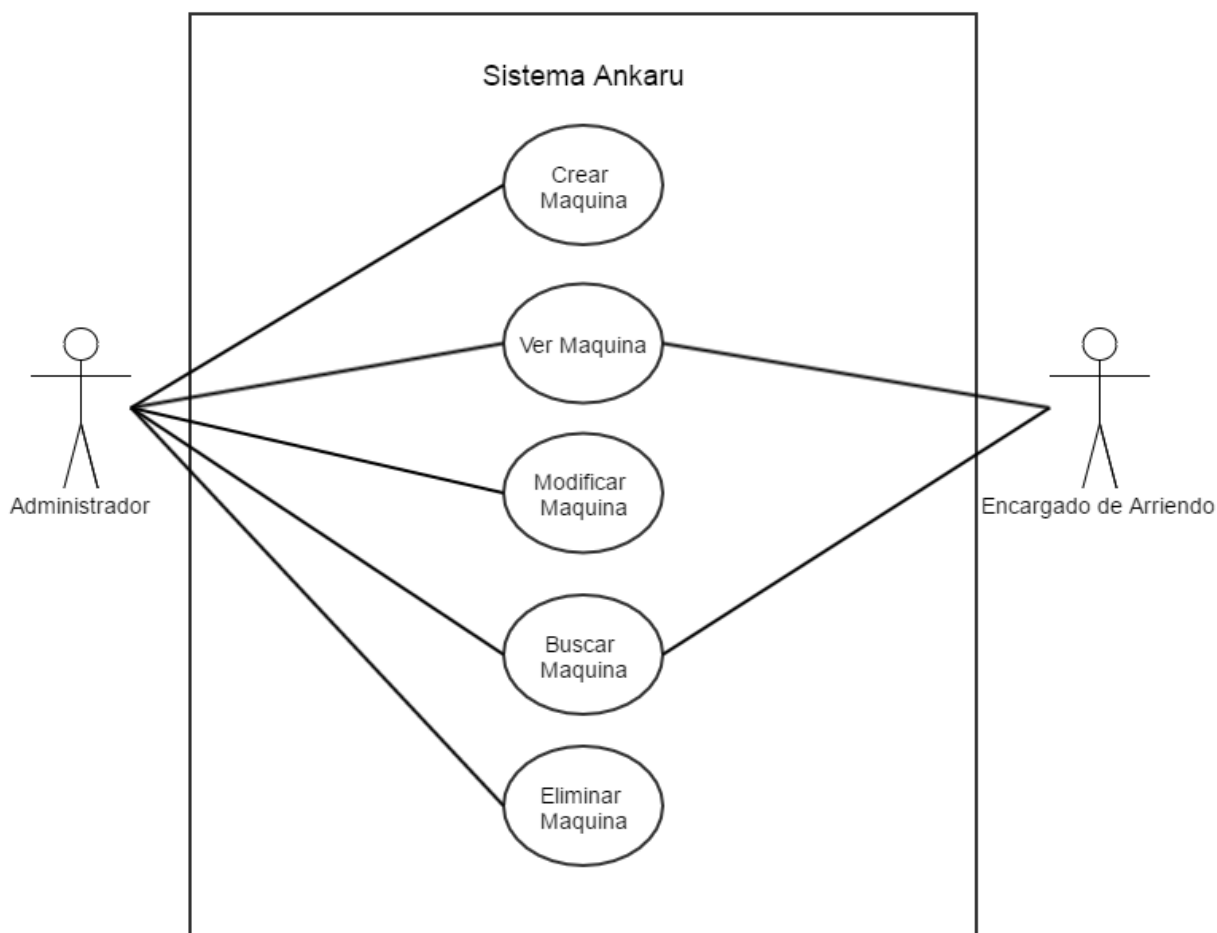 Sistema Ankaru
Crear
Maquina
Ver Maquina
Modificar
Maquina
Buscar
Maquina
Eliminar
Maquina
Administrador
Encargado de Arriendo